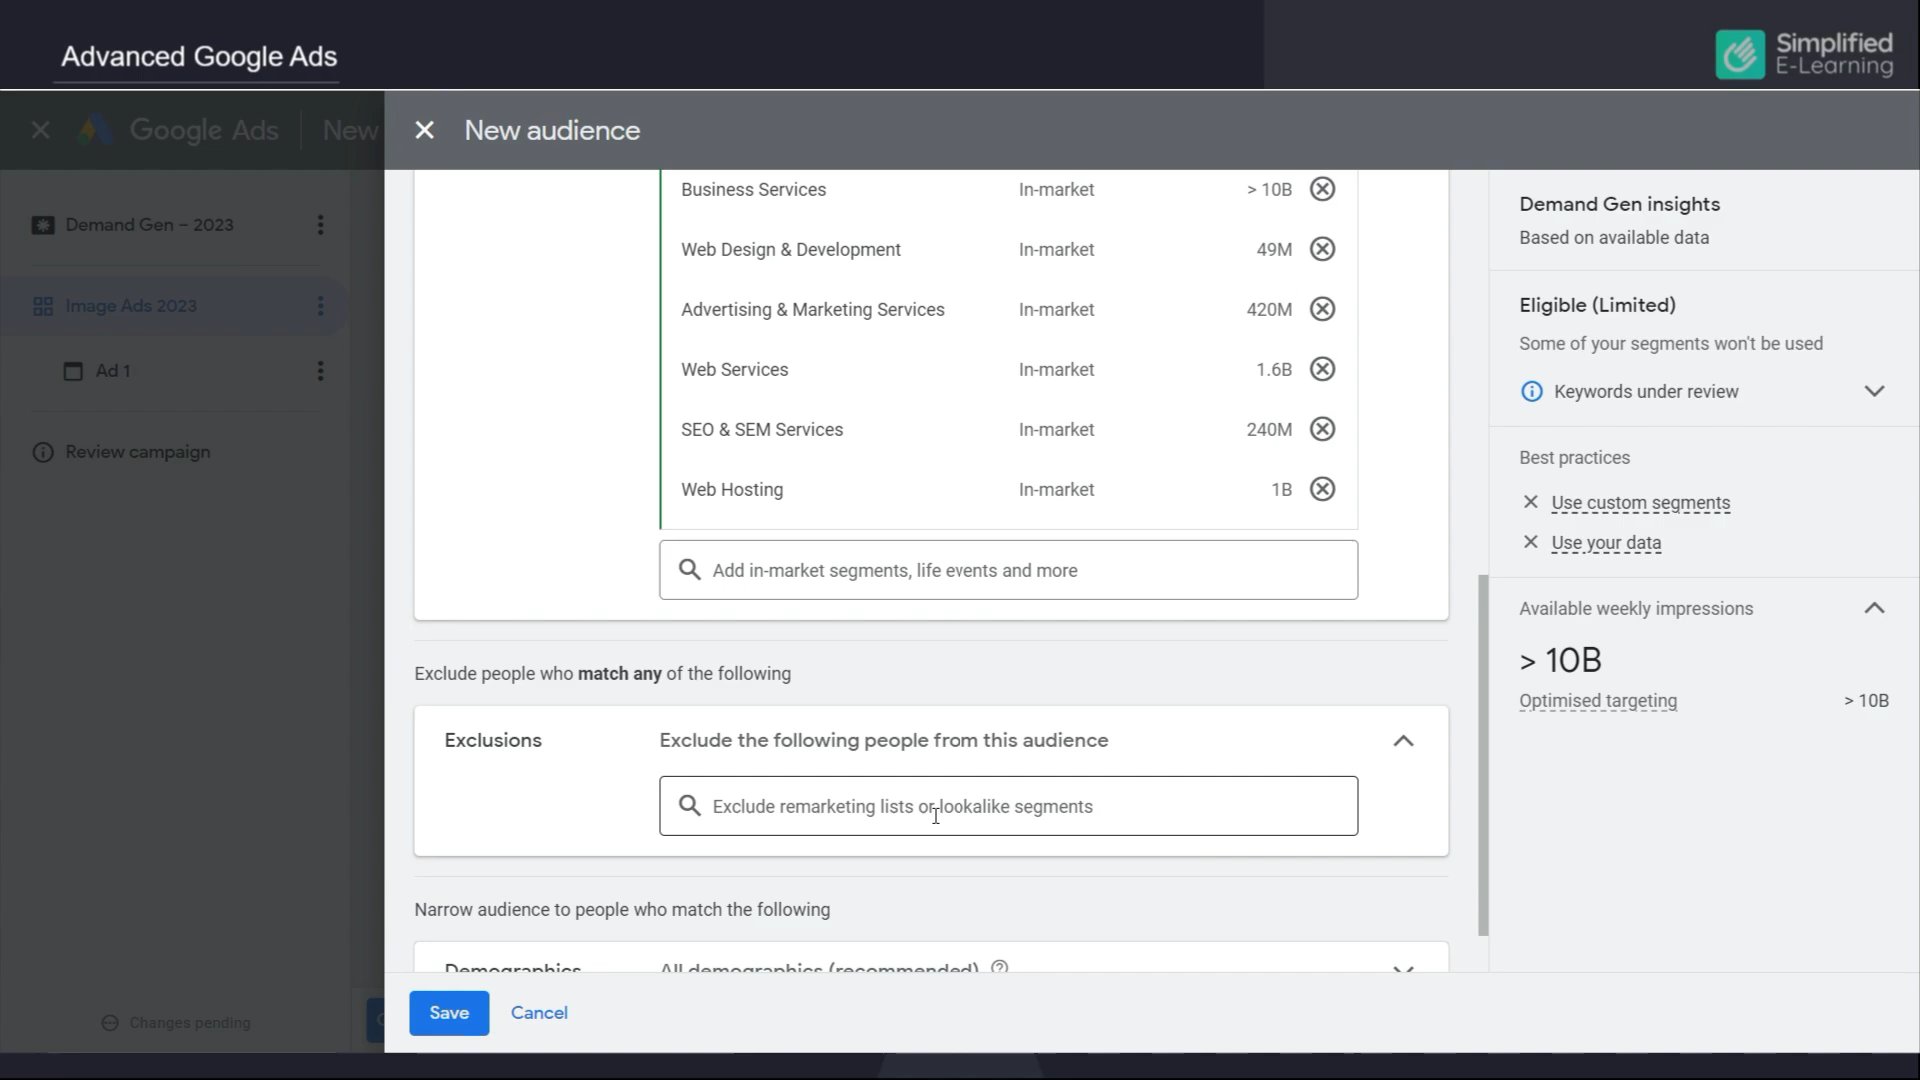 Advanced Google Ads
Simplified
E-Learning
Google Ads
New
New audience
Demand Gen – 2023
Image Ads 2023
Ad 1
Review campaign
Changes pending
Business Services In-market > 10B
Web Design & Development In-market 49M
Advertising & Marketing Services In-market 420M
Web Services In-market 1.6B
SEO & SEM Services In-market 240M
Web Hosting In-market 1B
Add in-market segments, life events and more
Exclude people who match any of the following
Exclusions Exclude the following people from this audience
Exclude remarketing lists or lookalike segments
Narrow audience to people who match the following
Demographics All demographics (recommended)
Save Cancel
Demand Gen insights
Based on available data
Eligible (Limited)
Some of your segments won't be used
Keywords under review
Best practices
Use custom segments
Use your data
Available weekly impressions
> 10B
Optimised targeting > 10B